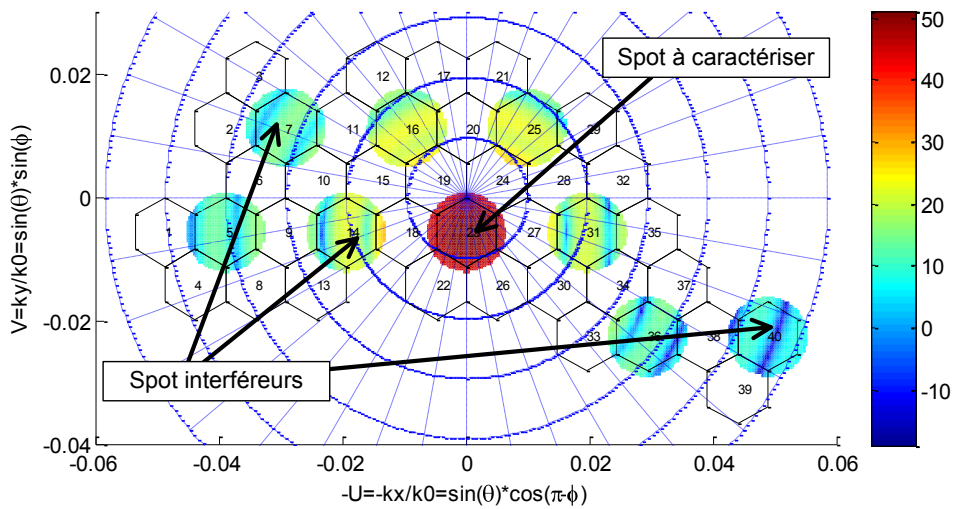 Spot à caractériser
0.02
0
-0.02
-0.04
V=ky/k0=sin(θ)*sin(ϕ)
3 12 17 21
2 7 11 16 20 25 29
6 10 15 19 24 28 32
1 5 9 14 18 23 27 31 35
4 8 13 22 26 30 34 37
33 36 38 40
39
Spot interféreurs
-0.06 -0.04 -0.02 0 0.02 0.04 0.06
-U=-kx/k0=sin(θ)*cos(π-ϕ)
50
40
30
20
10
0
-10